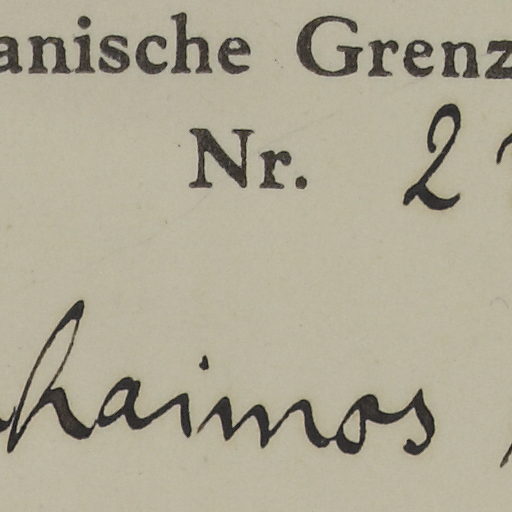 anische Grenz
Nr. 2
haimos